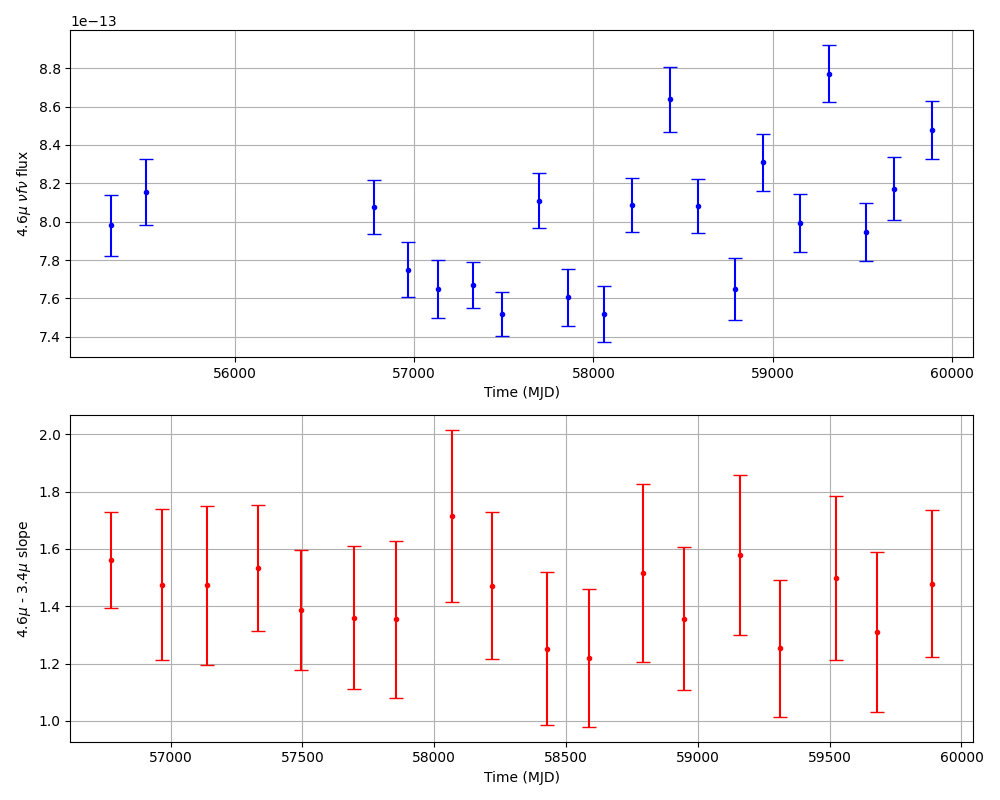 1e−13
8.8
8.6
8.4
8.2
8.0
7.8
7.6
7.4
4.6μ νfν flux
56000 57000 58000 59000 60000
Time (MJD)
2.0
1.8
1.6
1.4
1.2
1.0
4.6μ - 3.4μ slope
57000 57500 58000 58500 59000 59500 60000
Time (MJD)